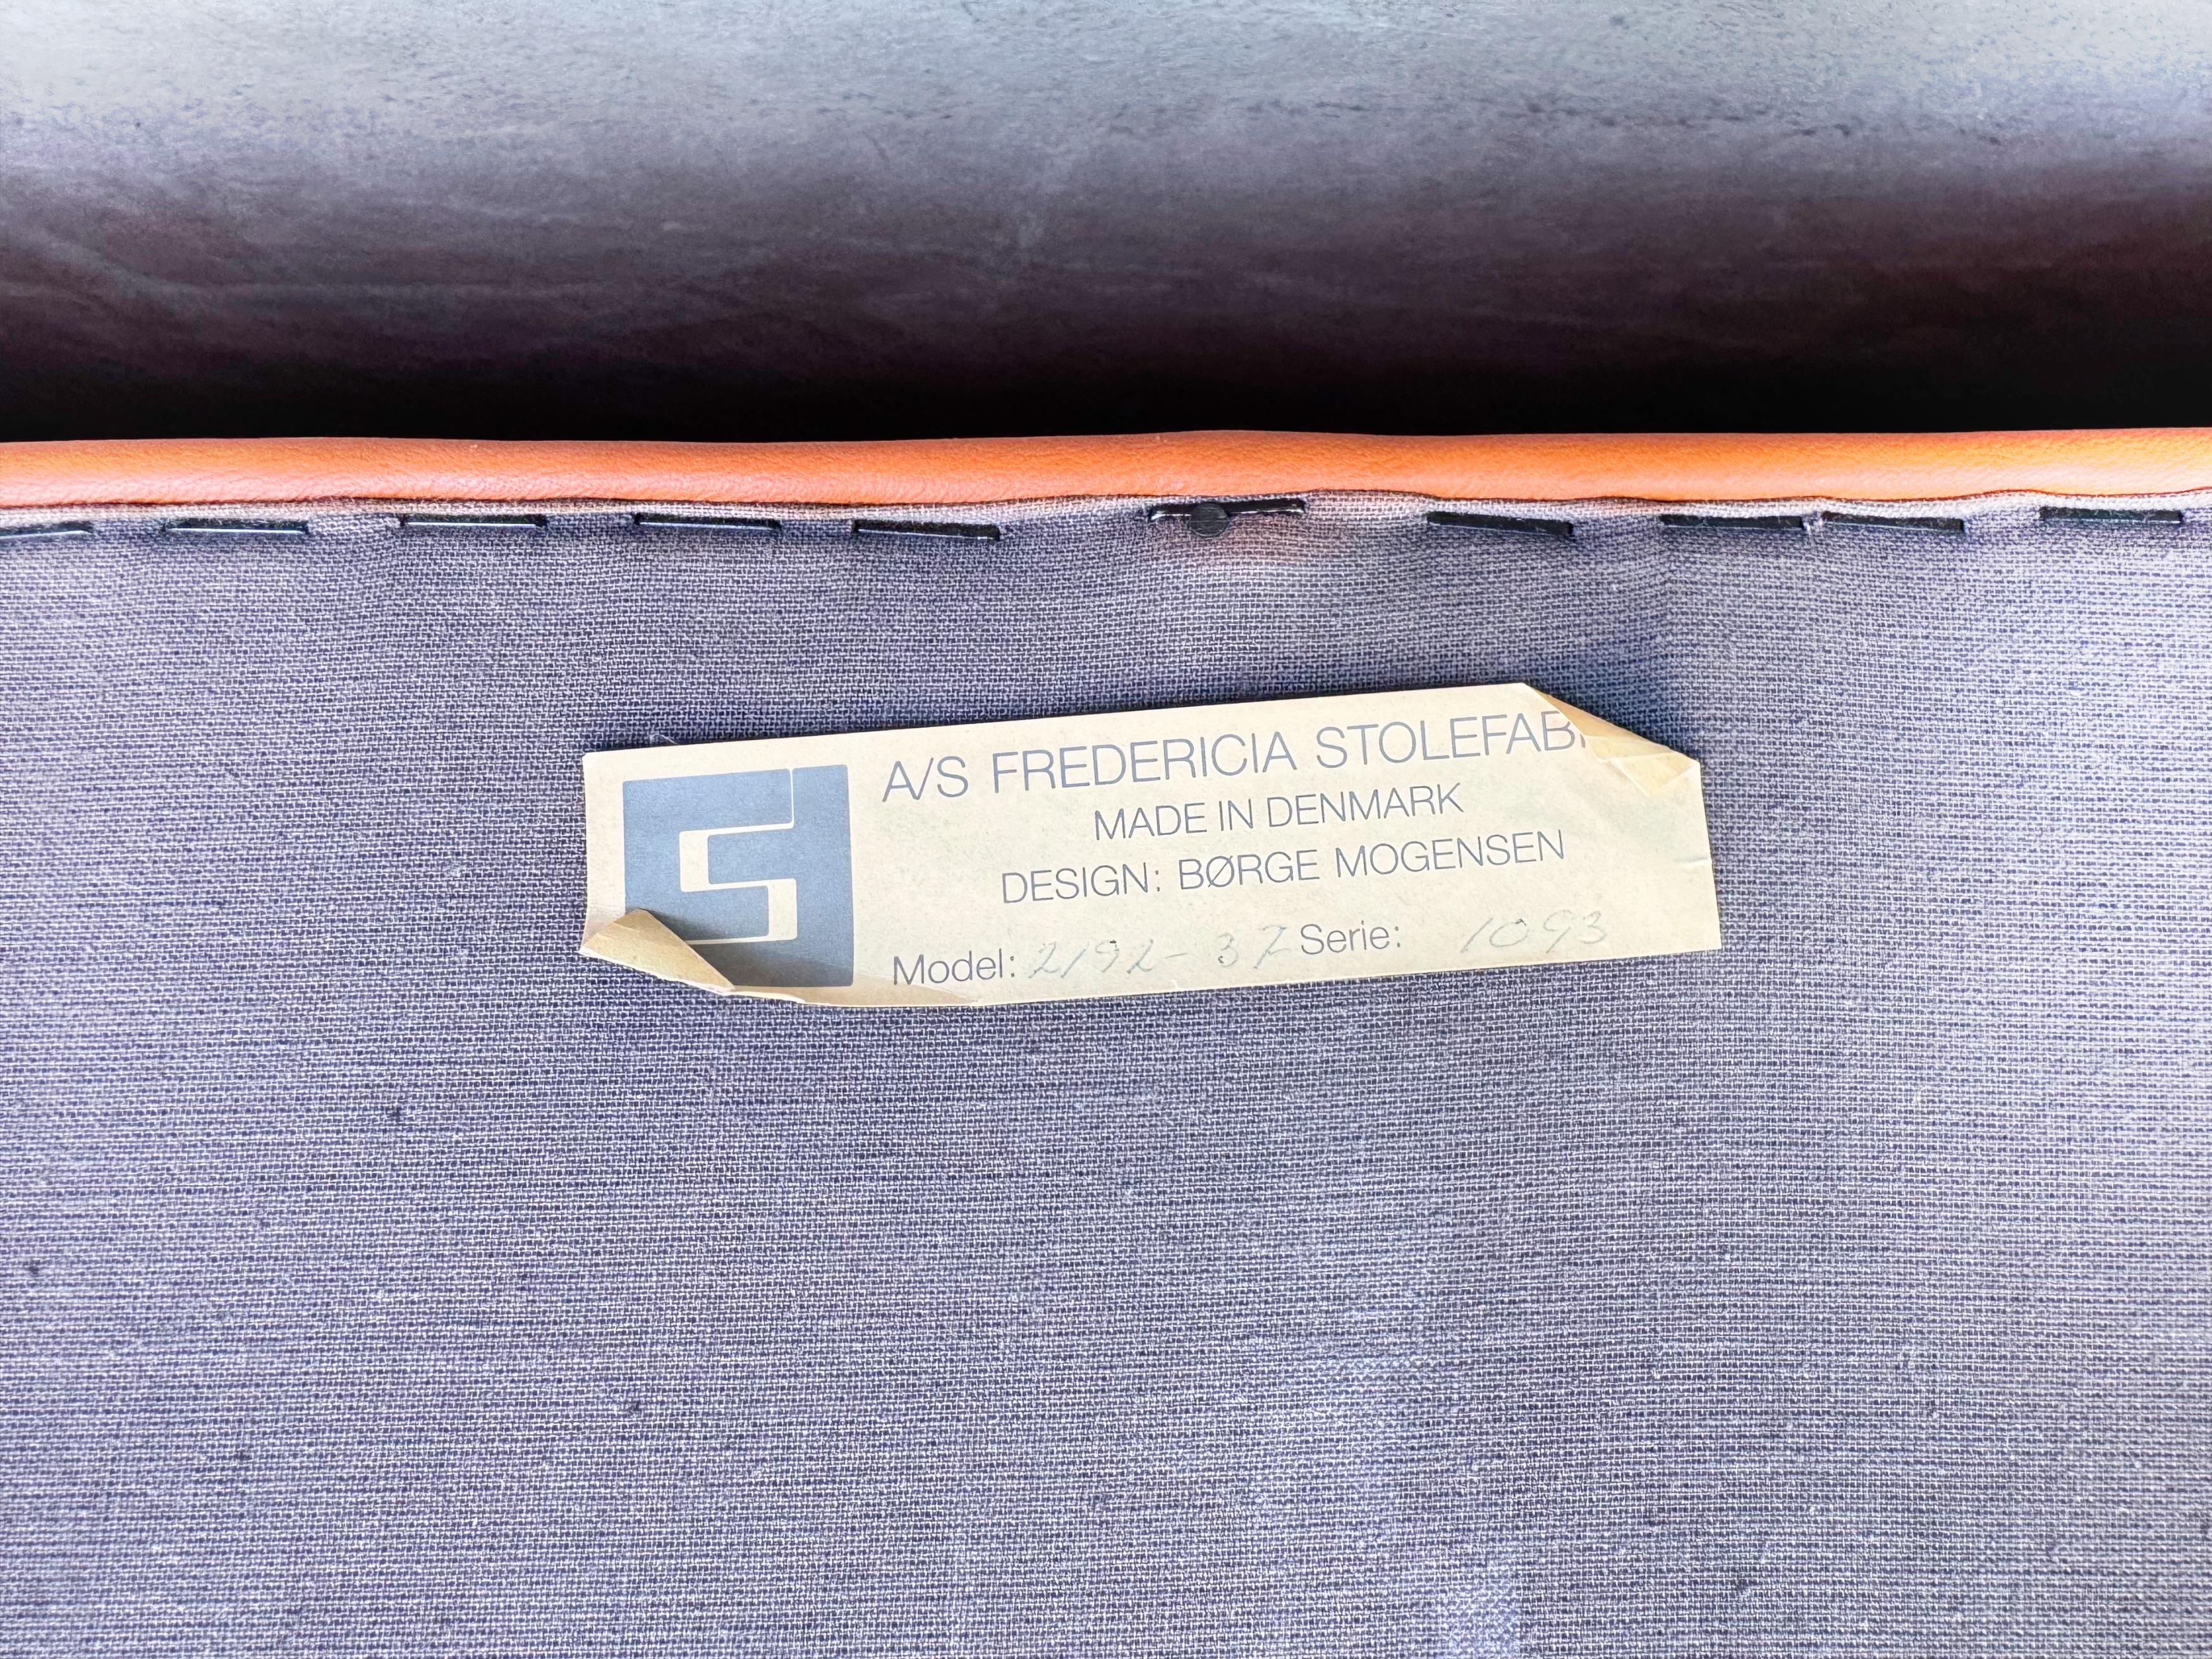 A/S FREDERICIA STOLEFAB
MADE IN DENMARK
DESIGN: BØRGE MOGENSEN
Model: 2192-37 Serie: 1093